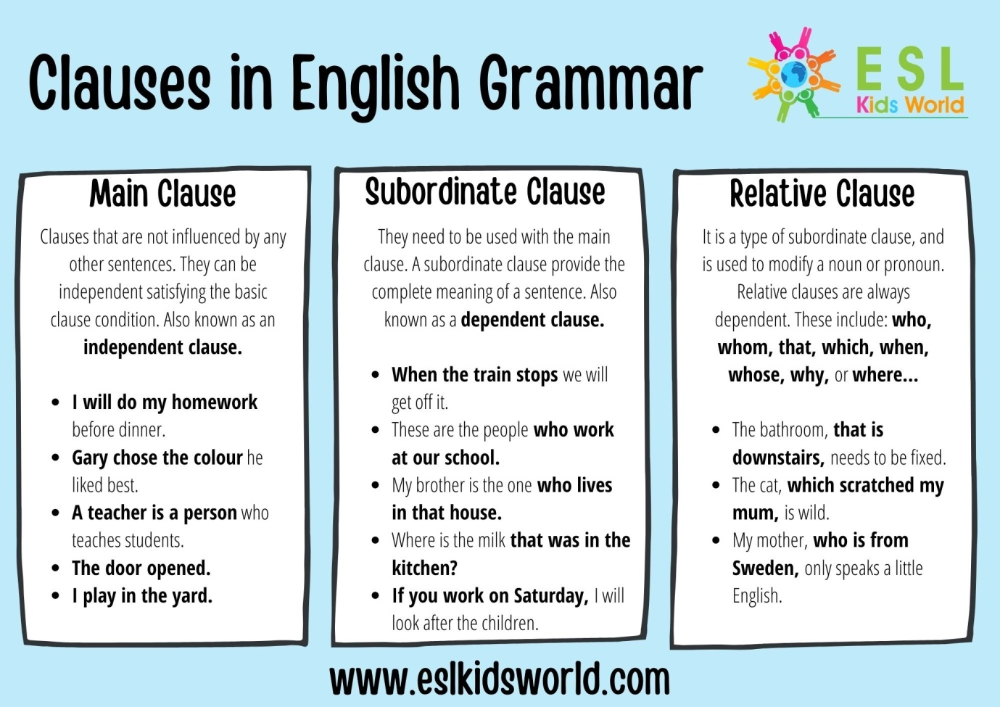 Clauses in English Grammar
ESL
Kids World
Main Clause
Clauses that are not influenced by any
other sentences. They can be
independent satisfying the basic
clause condition. Also known as an
independent clause.
• I will do my homework
before dinner.
• Gary chose the colour he
liked best.
• A teacher is a person who
teaches students.
• The door opened.
• I play in the yard.
Subordinate Clause
They need to be used with the main
clause. A subordinate clause provide the
complete meaning of a sentence. Also
known as a dependent clause.
• When the train stops we will
get off it.
• These are the people who work
at our school.
• My brother is the one who lives
in that house.
• Where is the milk that was in the
kitchen?
• If you work on Saturday, I will
look after the children.
Relative Clause
It is a type of subordinate clause, and
is used to modify a noun or pronoun.
Relative clauses are always
dependent. These include: who,
whom, that, which, when,
whose, why, or where...
• The bathroom, that is
downstairs, needs to be fixed.
• The cat, which scratched my
mum, is wild.
• My mother, who is from
Sweden, only speaks a little
English.
www.eslkidsworld.com